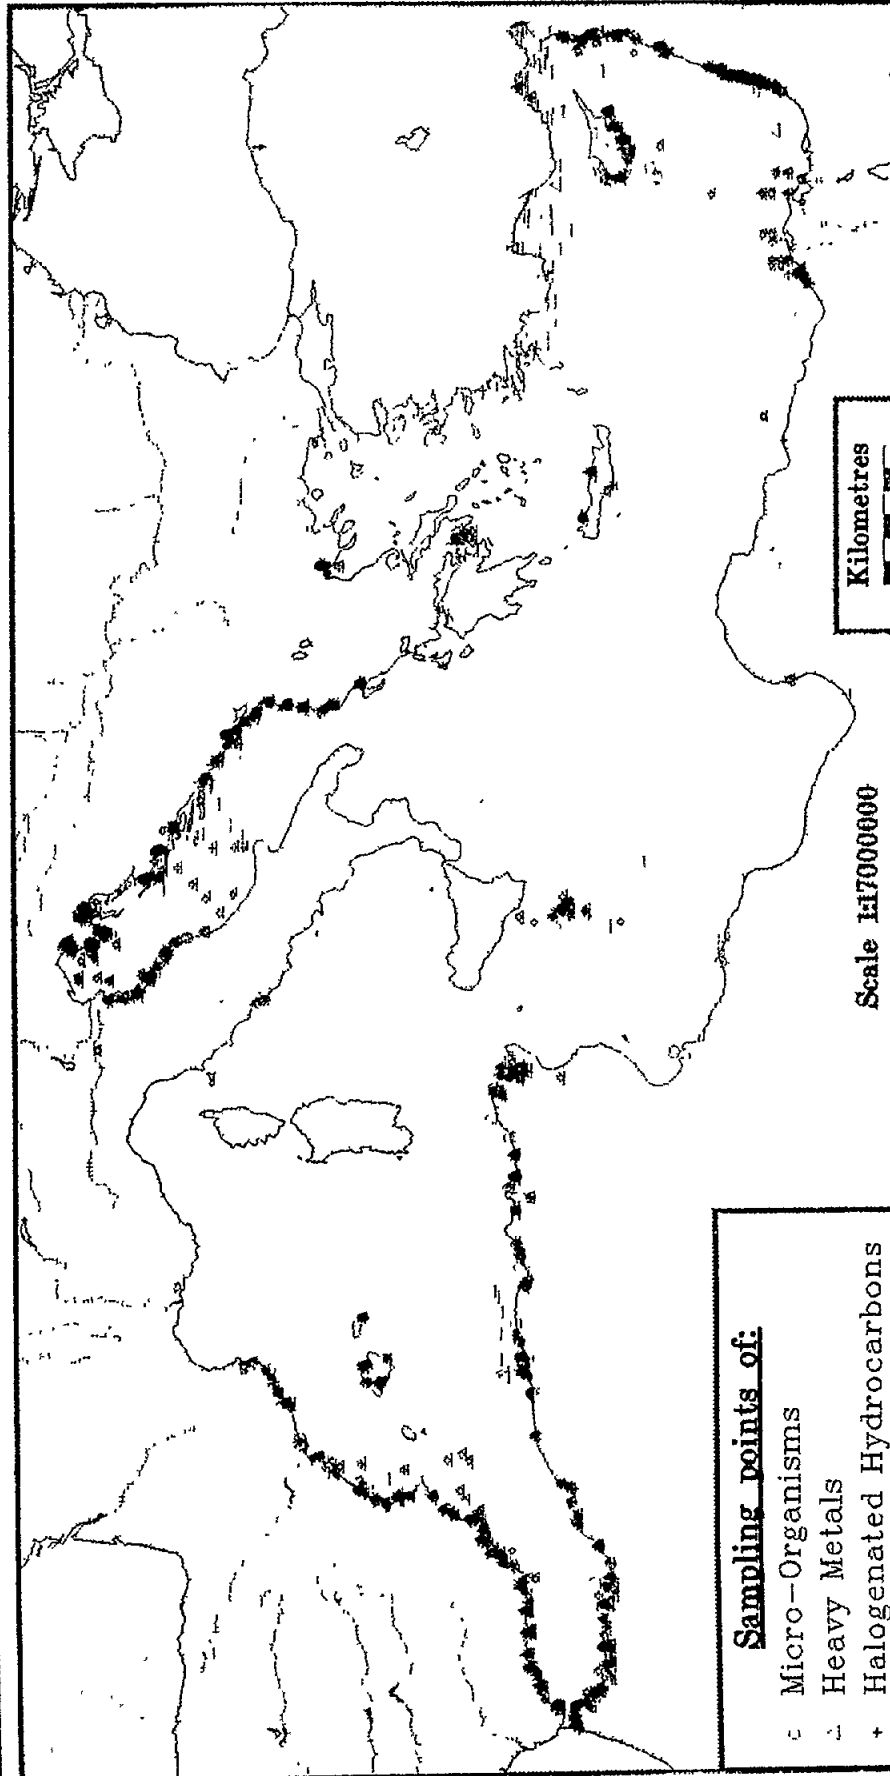 Sampling points of:
Micro-Organisms
Heavy Metals
+ Halogenated Hydrocarbons
Scale 1:17000000
Kilometres